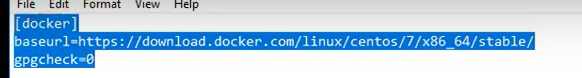 File Edit Format View Help
[docker]
baseurl=https://download.docker.com/linux/centos/7/x86_64/stable/
gpgcheck=0